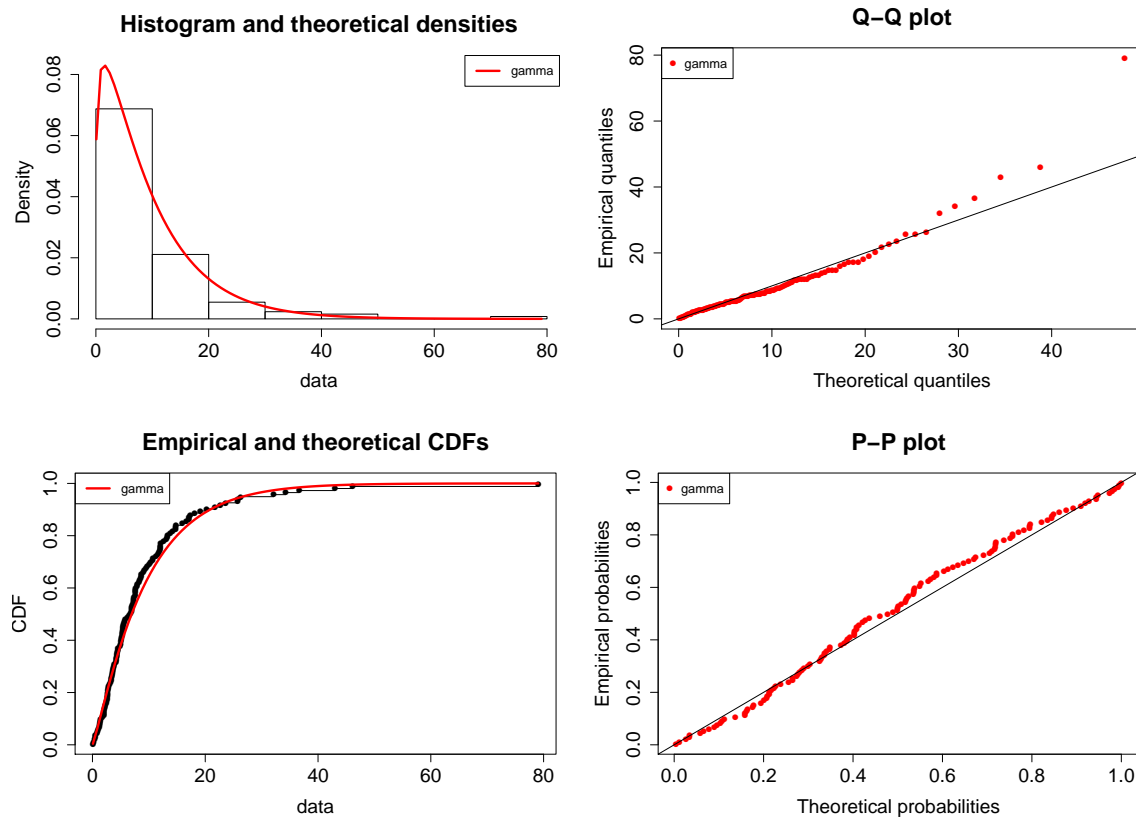 Histogram and theoretical densities
gamma
Density
0.00 0.02 0.04 0.06 0.08
0 20 40 60 80
data
Q−Q plot
gamma
Empirical quantiles
0 20 40 60 80
0 10 20 30 40
Theoretical quantiles
Empirical and theoretical CDFs
gamma
CDF
0.0 0.2 0.4 0.6 0.8 1.0
0 20 40 60 80
data
P−P plot
gamma
Empirical probabilities
0.0 0.2 0.4 0.6 0.8 1.0
0.0 0.2 0.4 0.6 0.8 1.0
Theoretical probabilities